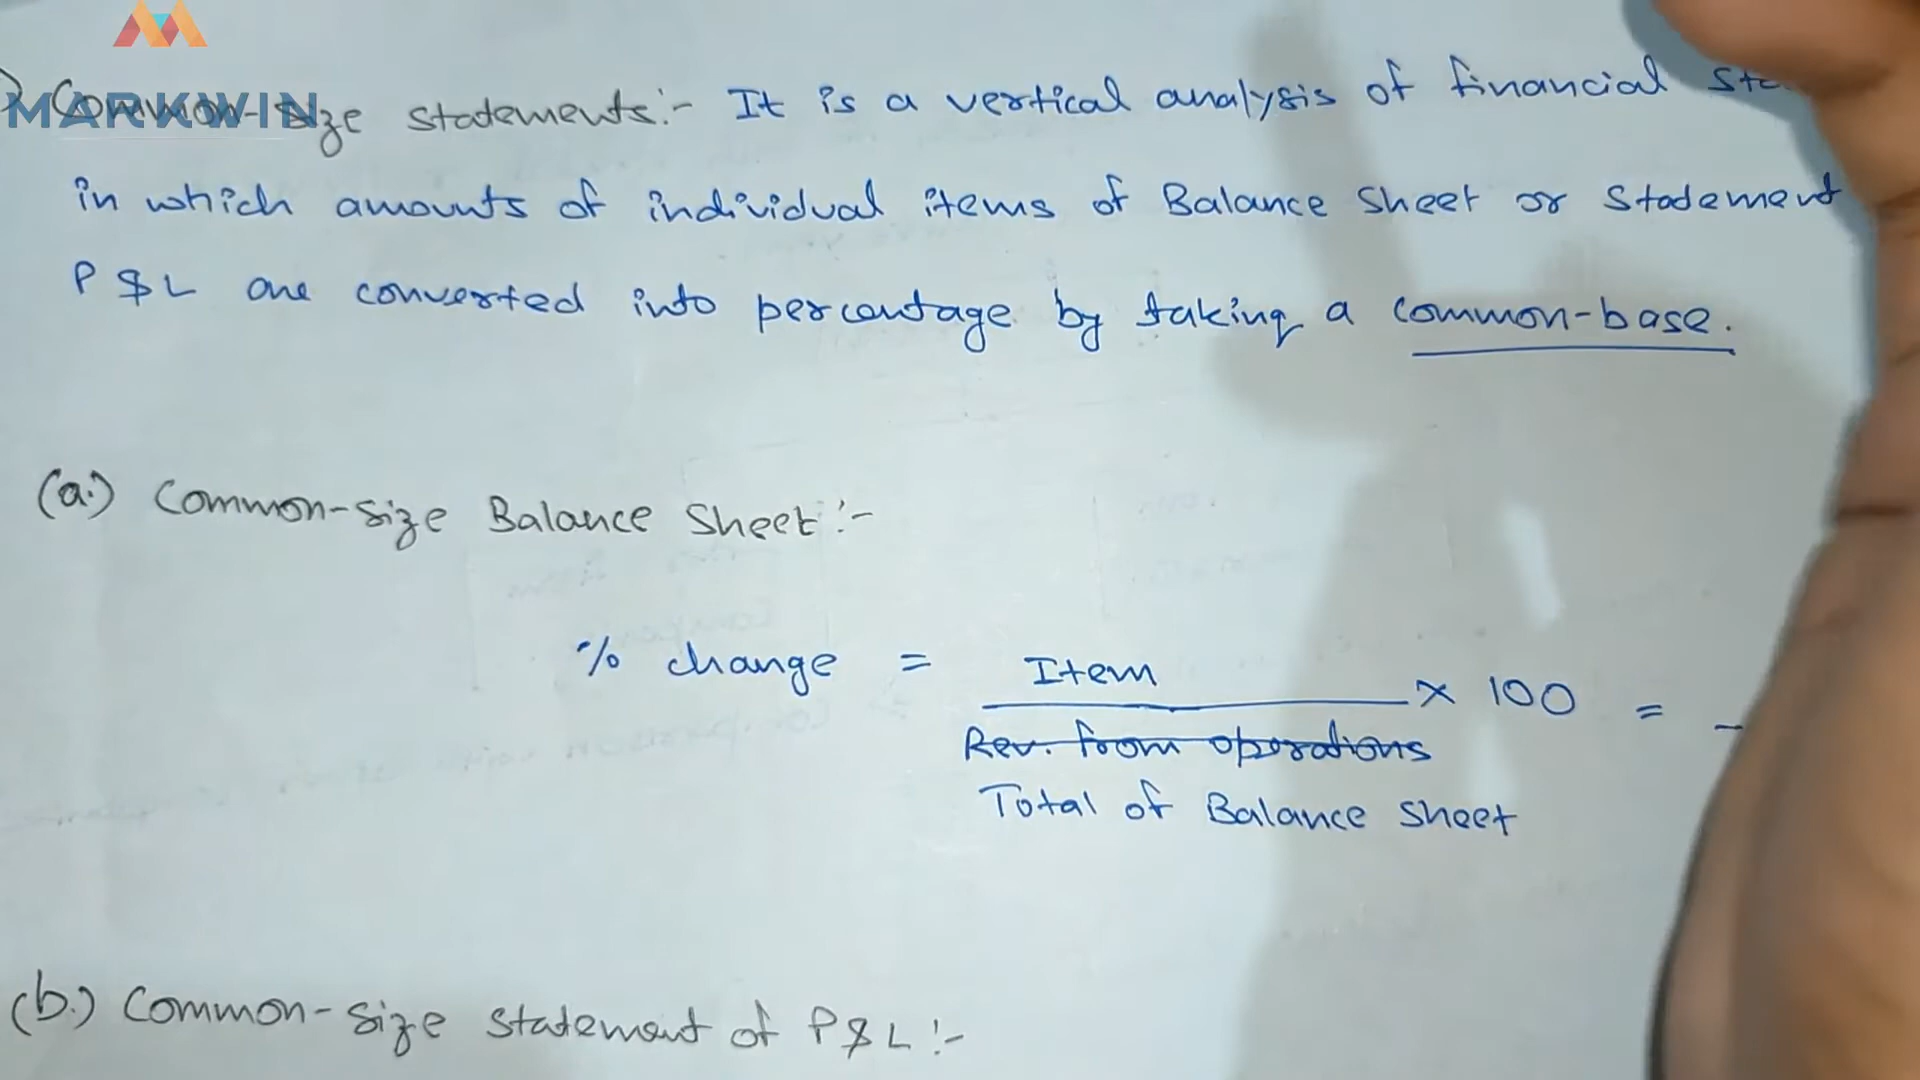 MARKWIN
Common-size statements:- It is a vertical analysis of financial
in which amounts of individual items of Balance Sheet or Statement
P & L are converted into percentage by taking a common-base.
(a.) Common-size Balance Sheet:-
% change = Item × 100 = -
Rev. from operations
Total of Balance Sheet
(b.) Common-size statement of P & L:-